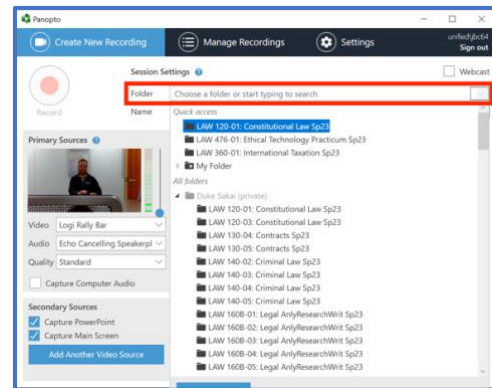 Panopto
Create New Recording
Manage Recordings
Settings
unified\jbc64
Sign out
Session Settings
Webcast
Record
Folder
Choose a folder or start typing to search
Name
Quick access
LAW 120-01: Constitutional Law Sp23
LAW 476-01: Ethical Technology Practicum Sp23
LAW 360-01: International Taxation Sp23
My Folder
All folders
Duke Sakai (private)
LAW 120-01: Constitutional Law Sp23
LAW 120-03: Constitutional Law Sp23
LAW 130-04: Contracts Sp23
LAW 130-05: Contracts Sp23
LAW 140-02: Criminal Law Sp23
LAW 140-03: Criminal Law Sp23
LAW 140-04: Criminal Law Sp23
LAW 140-05: Criminal Law Sp23
LAW 160B-01: Legal AnlyResearchWrit Sp23
LAW 160B-02: Legal AnlyResearchWrit Sp23
LAW 160B-03: Legal AnlyResearchWrit Sp23
LAW 160B-04: Legal AnlyResearchWrit Sp23
LAW 160B-05: Legal AnlyResearchWrit Sp23
Primary Sources
Video
Logi Rally Bar
Audio
Echo Cancelling Speakerpl
Quality
Standard
Capture Computer Audio
Secondary Sources
Capture PowerPoint
Capture Main Screen
Add Another Video Source